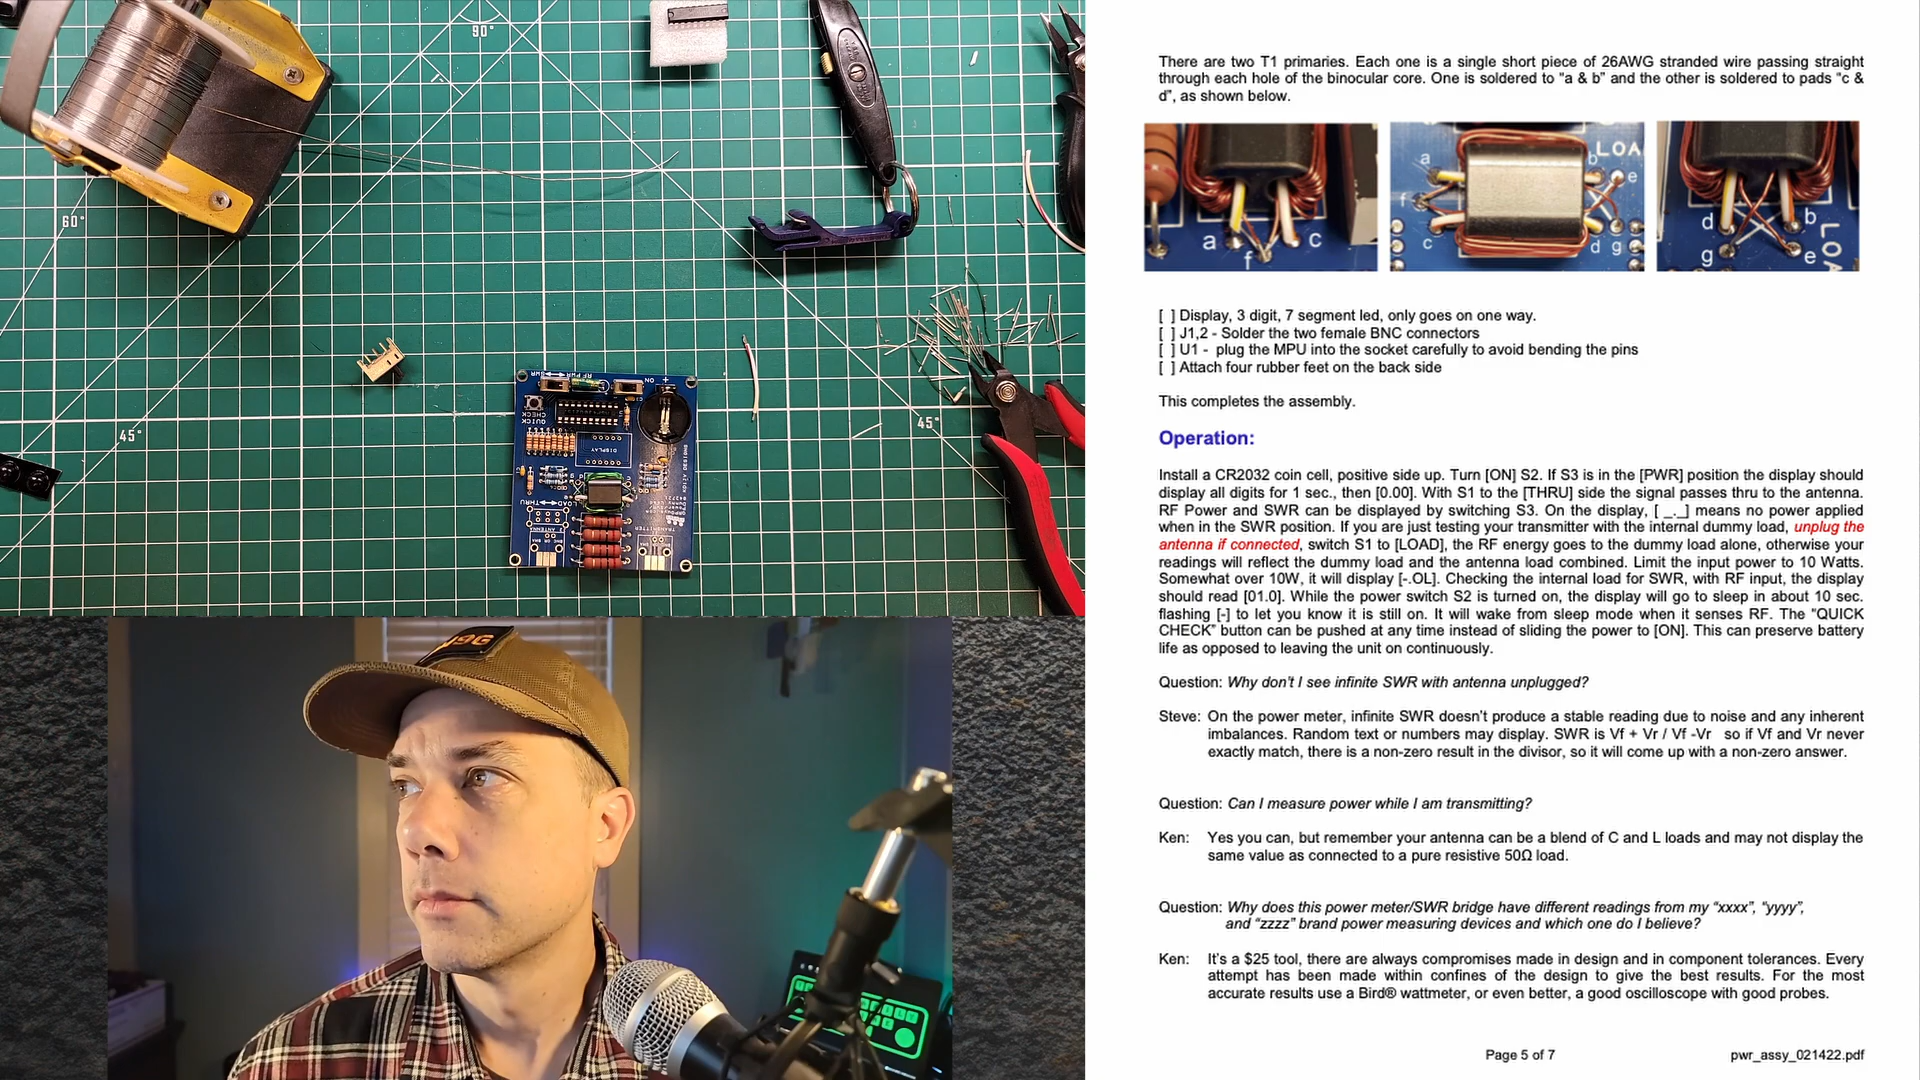 90°
45°
60°
45°
45°
SWR
RF PWR
ON
+
QUICK
CHECK
DISPLAY
THRU
LOAD
ANTENNA
BNC OR SMA
TRANSMITTER
SMA
9G
There are two T1 primaries. Each one is a single short piece of 26AWG stranded wire passing straight
through each hole of the binocular core. One is soldered to “a & b” and the other is soldered to pads “c &
d”, as shown below.
a
f
c
a
f
c
b
LOA
e
d
g
d
g
b
e
LOA
[ ] Display, 3 digit, 7 segment led, only goes on one way.
[ ] J1,2 - Solder the two female BNC connectors
[ ] U1 - plug the MPU into the socket carefully to avoid bending the pins
[ ] Attach four rubber feet on the back side
This completes the assembly.
Operation:
Install a CR2032 coin cell, positive side up. Turn [ON] S2. If S3 is in the [PWR] position the display should
display all digits for 1 sec., then [0.00]. With S1 to the [THRU] side the signal passes thru to the antenna.
RF Power and SWR can be displayed by switching S3. On the display, [ _._] means no power applied
when in the SWR position. If you are just testing your transmitter with the internal dummy load, unplug the
antenna if connected, switch S1 to [LOAD], the RF energy goes to the dummy load alone, otherwise your
readings will reflect the dummy load and the antenna load combined. Limit the input power to 10 Watts.
Somewhat over 10W, it will display [-.OL]. Checking the internal load for SWR, with RF input, the display
should read [01.0]. While the power switch S2 is turned on, the display will go to sleep in about 10 sec.
flashing [-] to let you know it is still on. It will wake from sleep mode when it senses RF. The “QUICK
CHECK” button can be pushed at any time instead of sliding the power to [ON]. This can preserve battery
life as opposed to leaving the unit on continuously.
Question: Why don’t I see infinite SWR with antenna unplugged?
Steve: On the power meter, infinite SWR doesn’t produce a stable reading due to noise and any inherent
imbalances. Random text or numbers may display. SWR is Vf + Vr / Vf -Vr so if Vf and Vr never
exactly match, there is a non-zero result in the divisor, so it will come up with a non-zero answer.
Question: Can I measure power while I am transmitting?
Ken: Yes you can, but remember your antenna can be a blend of C and L loads and may not display the
same value as connected to a pure resistive 50Ω load.
Question: Why does this power meter/SWR bridge have different readings from my “xxxx”, “yyyy”,
and “zzzz” brand power measuring devices and which one do I believe?
Ken: It’s a $25 tool, there are always compromises made in design and in component tolerances. Every
attempt has been made within confines of the design to give the best results. For the most
accurate results use a Bird® wattmeter, or even better, a good oscilloscope with good probes.
Page 5 of 7
pwr_assy_021422.pdf